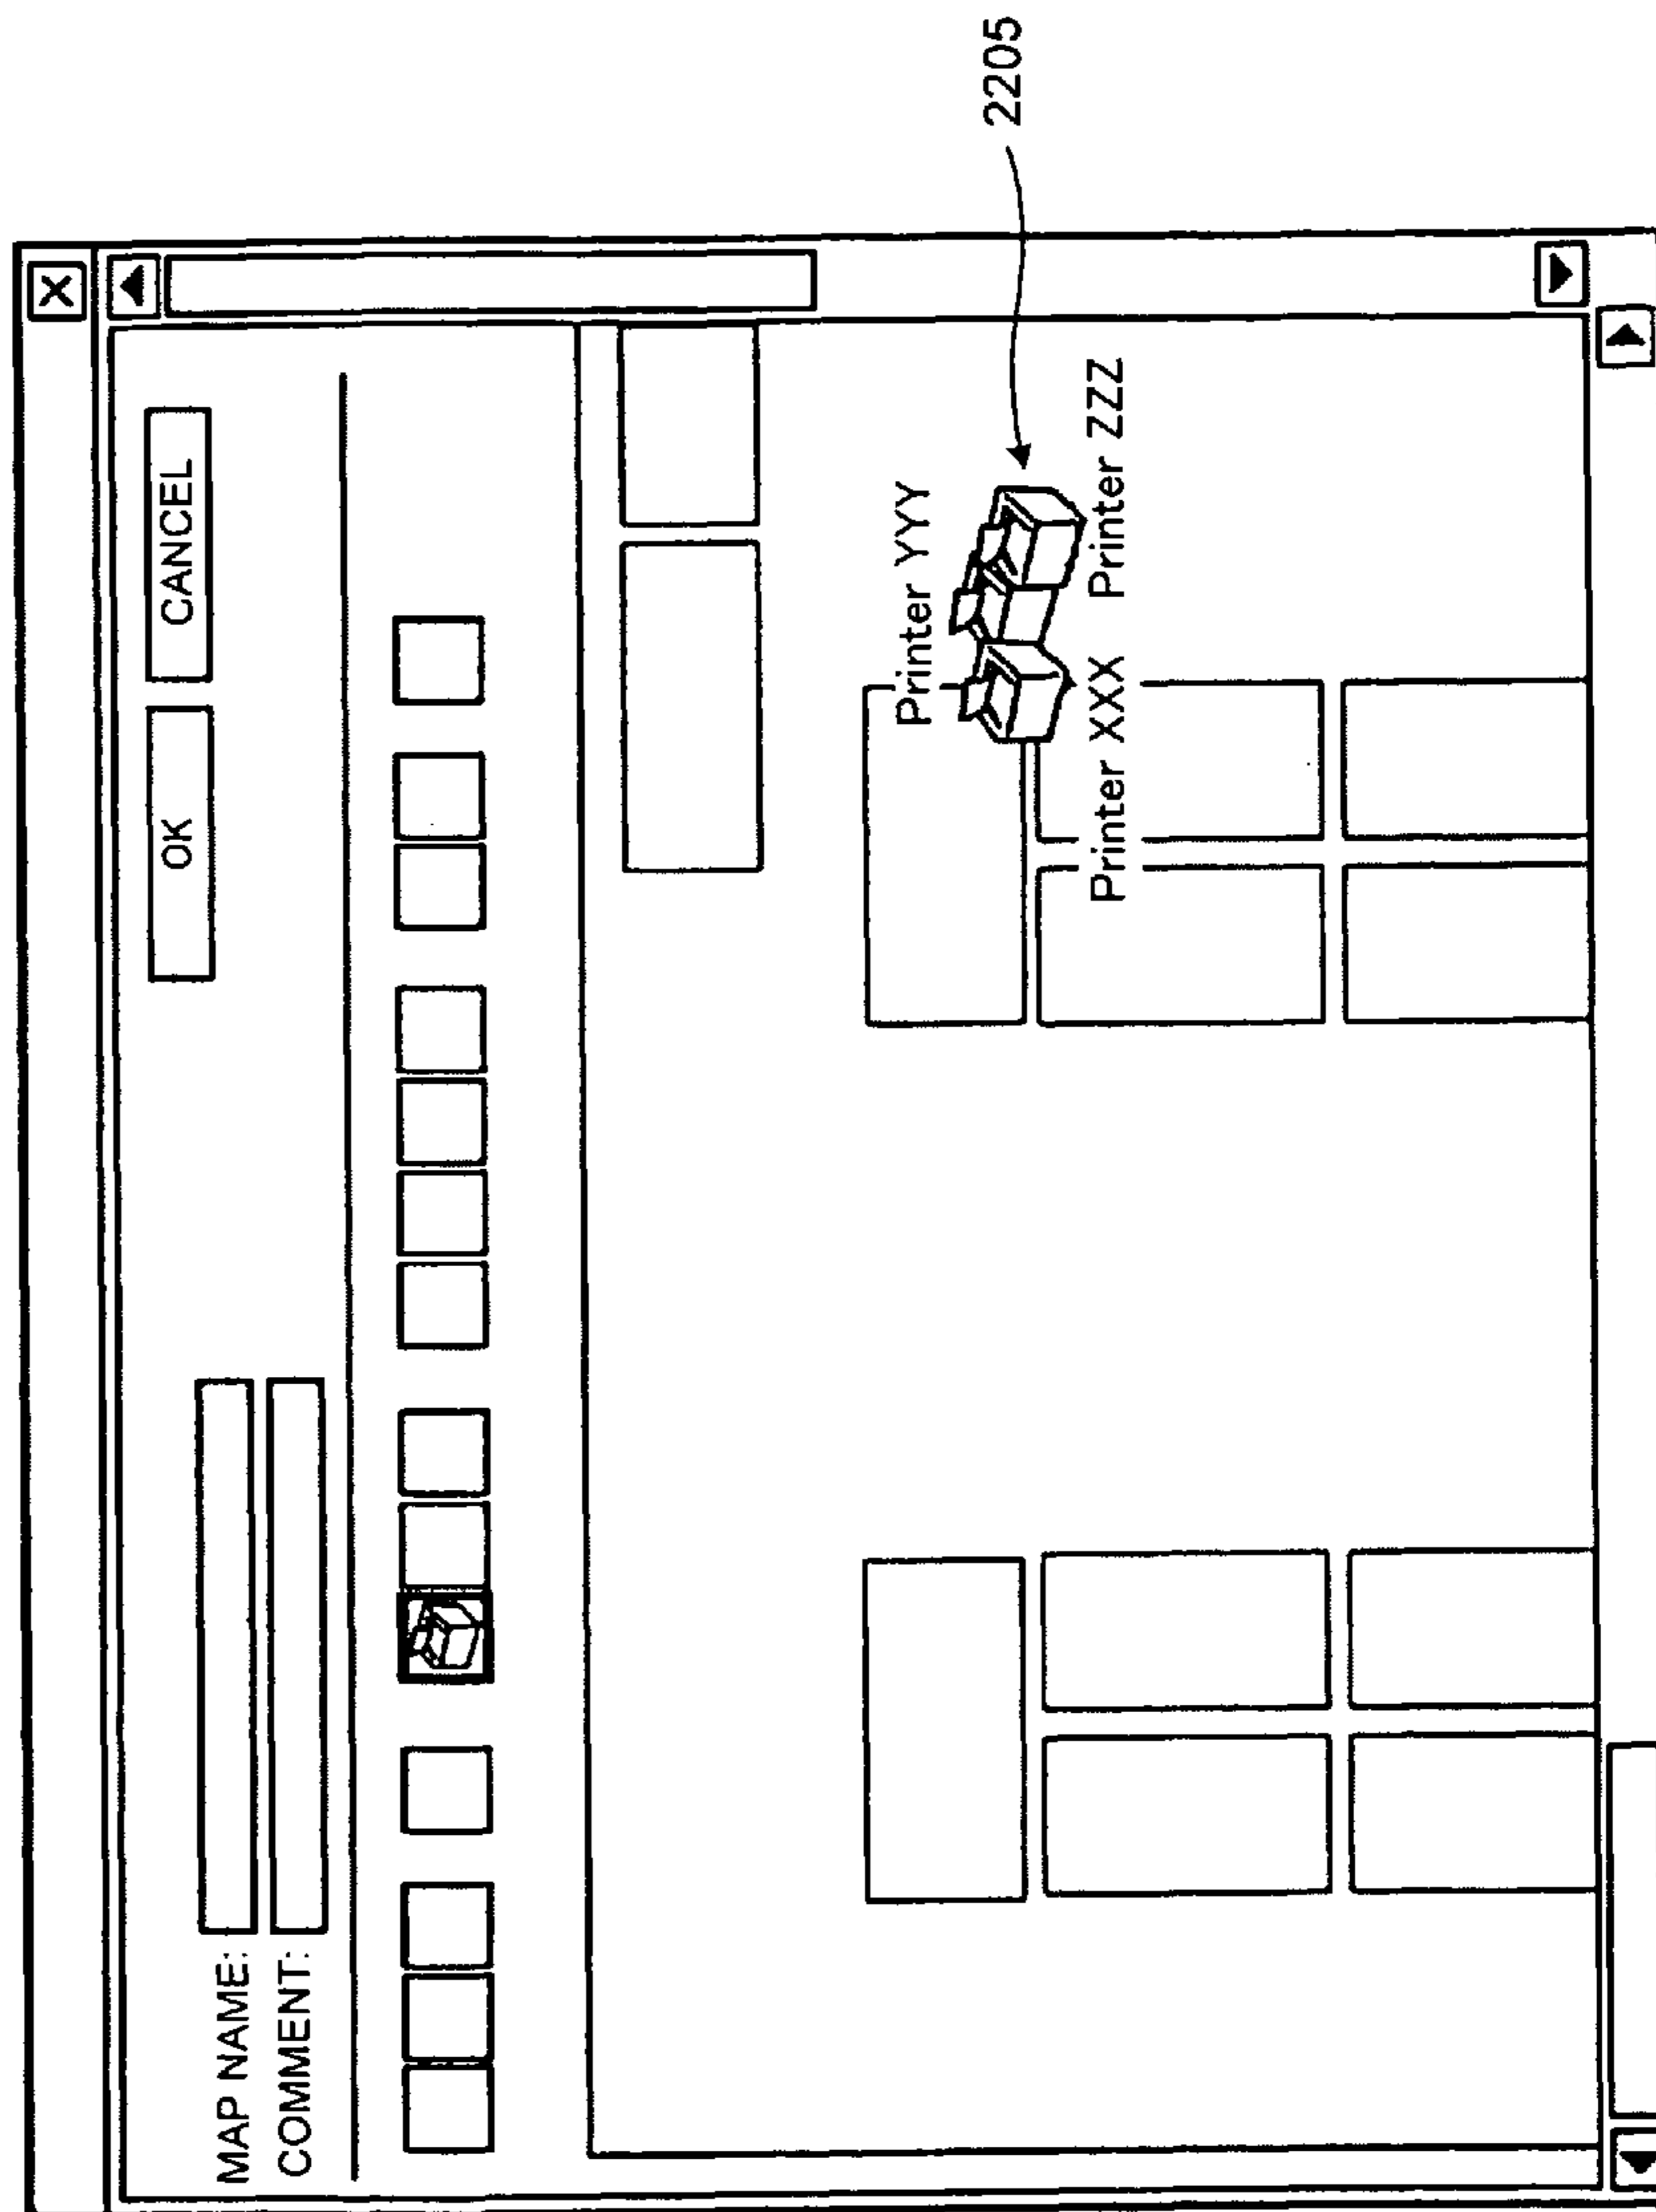 X
OK
CANCEL
MAP NAME:
COMMENT:
Printer YYY
2205
Printer XXX
Printer ZZZ